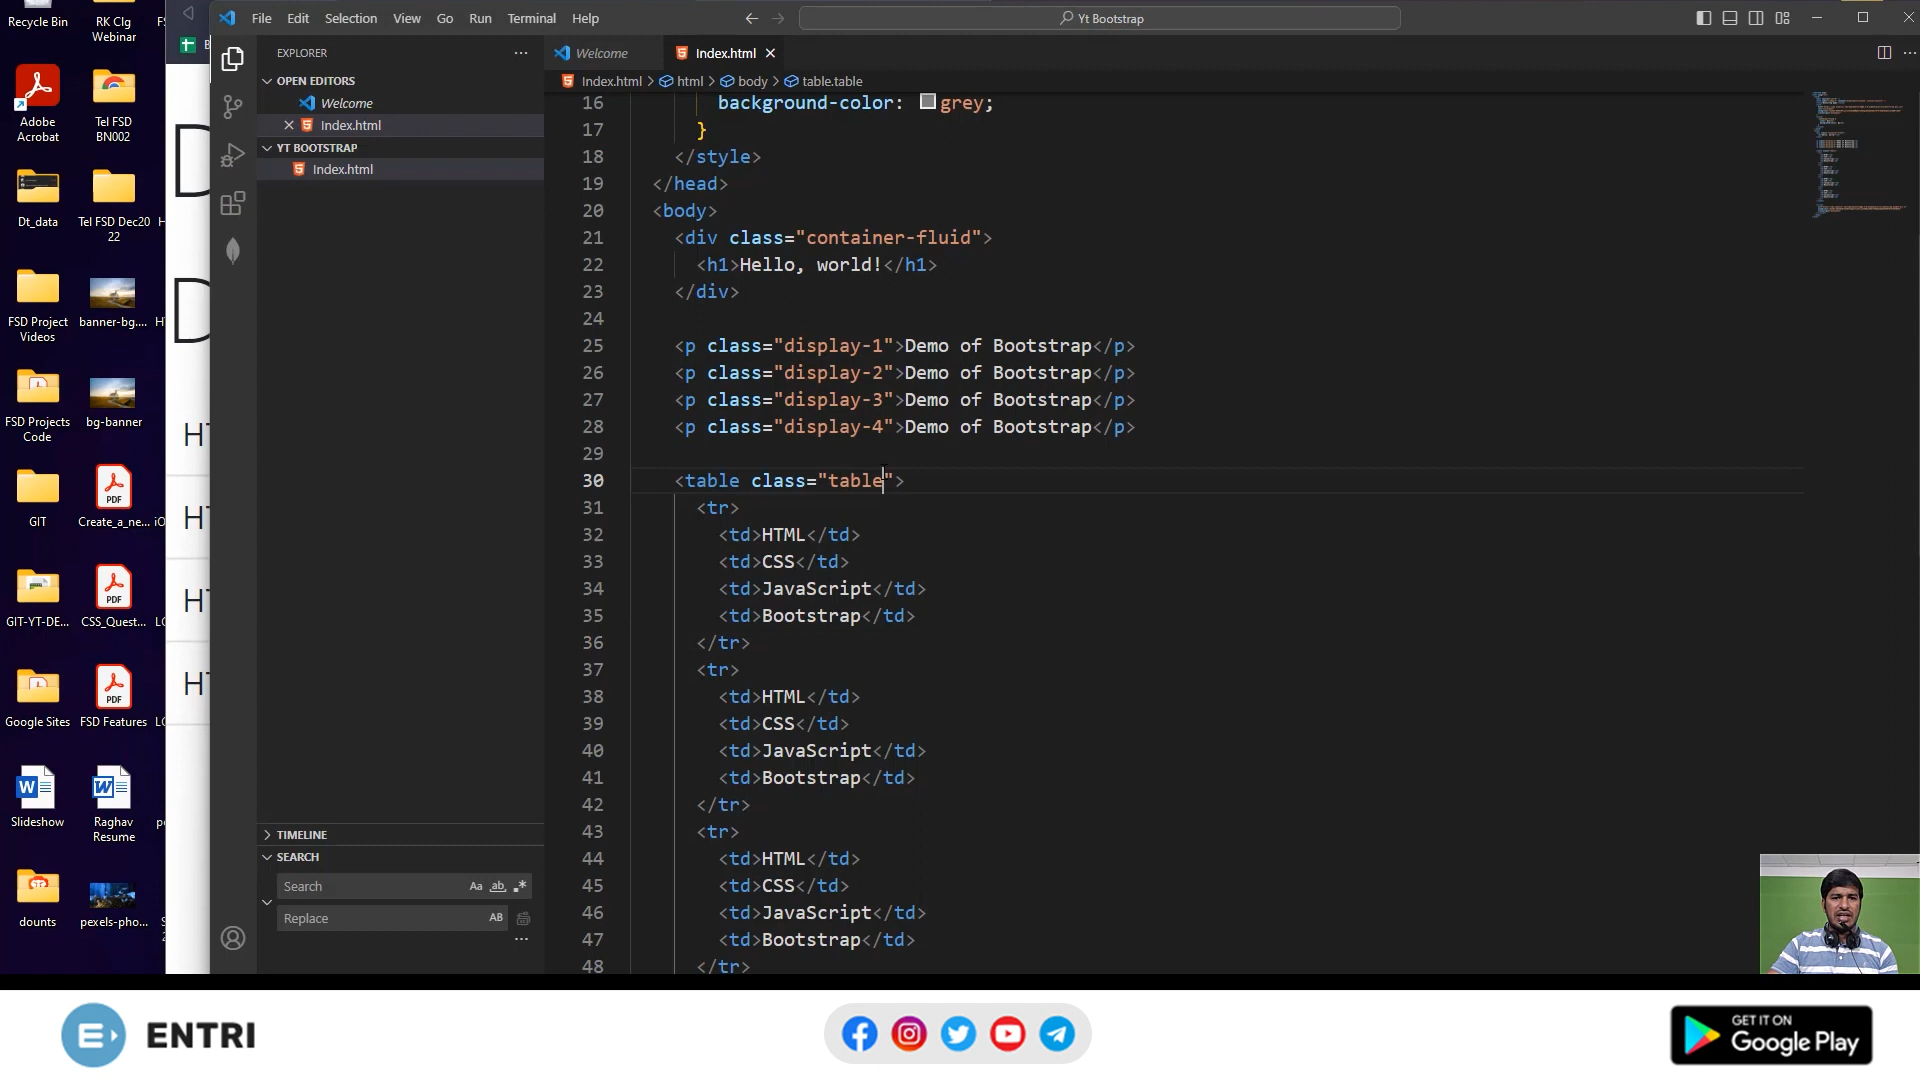 Recycle Bin
RK Clg
Webinar
Adobe
Acrobat
Tel FSD
BN002
Dt_data
Tel FSD Dec20
22
FSD Project
Videos
banner-bg....
FSD Projects
Code
bg-banner
GIT
Create_a_ne...
GIT-YT-DE...
CSS_Quest...
Google Sites
FSD Features
Slideshow
Raghav
Resume
dounts
pexels-pho...
File Edit Selection View Go Run Terminal Help
Yt Bootstrap
EXPLORER
OPEN EDITORS
Welcome
Index.html
YT BOOTSTRAP
Index.html
TIMELINE
SEARCH
Search
Aa ab .*
Replace
AB
Welcome
Index.html
Index.html > html > body > table.table
16 background-color: grey;
17 }
18 </style>
19 </head>
20 <body>
21 <div class="container-fluid">
22 <h1>Hello, world!</h1>
23 </div>
24
25 <p class="display-1">Demo of Bootstrap</p>
26 <p class="display-2">Demo of Bootstrap</p>
27 <p class="display-3">Demo of Bootstrap</p>
28 <p class="display-4">Demo of Bootstrap</p>
29
30 <table class="table">
31 <tr>
32 <td>HTML</td>
33 <td>CSS</td>
34 <td>JavaScript</td>
35 <td>Bootstrap</td>
36 </tr>
37 <tr>
38 <td>HTML</td>
39 <td>CSS</td>
40 <td>JavaScript</td>
41 <td>Bootstrap</td>
42 </tr>
43 <tr>
44 <td>HTML</td>
45 <td>CSS</td>
46 <td>JavaScript</td>
47 <td>Bootstrap</td>
48 </tr>
ENTRI
GET IT ON
Google Play